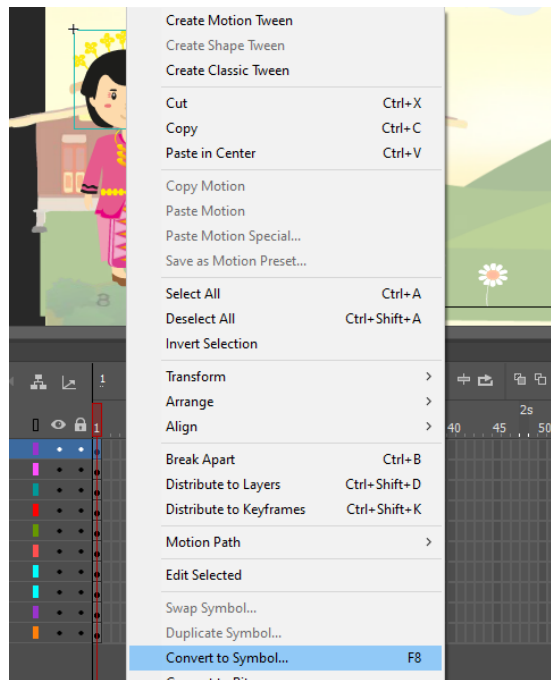 Create Motion Tween
Create Shape Tween
Create Classic Tween
Cut Ctrl+X
Copy Ctrl+C
Paste in Center Ctrl+V
Copy Motion
Paste Motion
Paste Motion Special...
Save as Motion Preset...
Select All Ctrl+A
Deselect All Ctrl+Shift+A
Invert Selection
Transform
Arrange
Align
Break Apart Ctrl+B
Distribute to Layers Ctrl+Shift+D
Distribute to Keyframes Ctrl+Shift+K
Motion Path
Edit Selected
Swap Symbol...
Duplicate Symbol...
Convert to Symbol... F8
1
2s
1 40 45 50